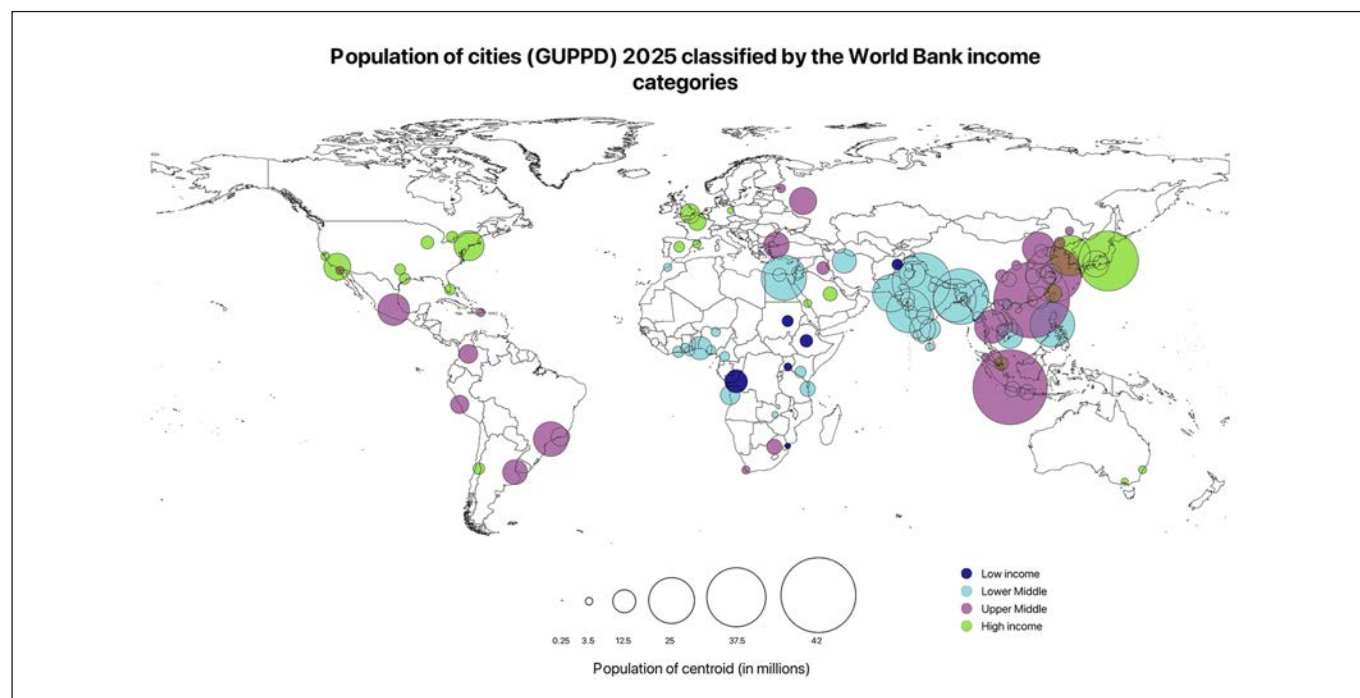 Population of cities (GUPPD) 2025 classified by the World Bank income
categories
0.25 3.5 12.5 25 37.5 42
Population of centroid (in millions)
Low income
Lower Middle
Upper Middle
High income